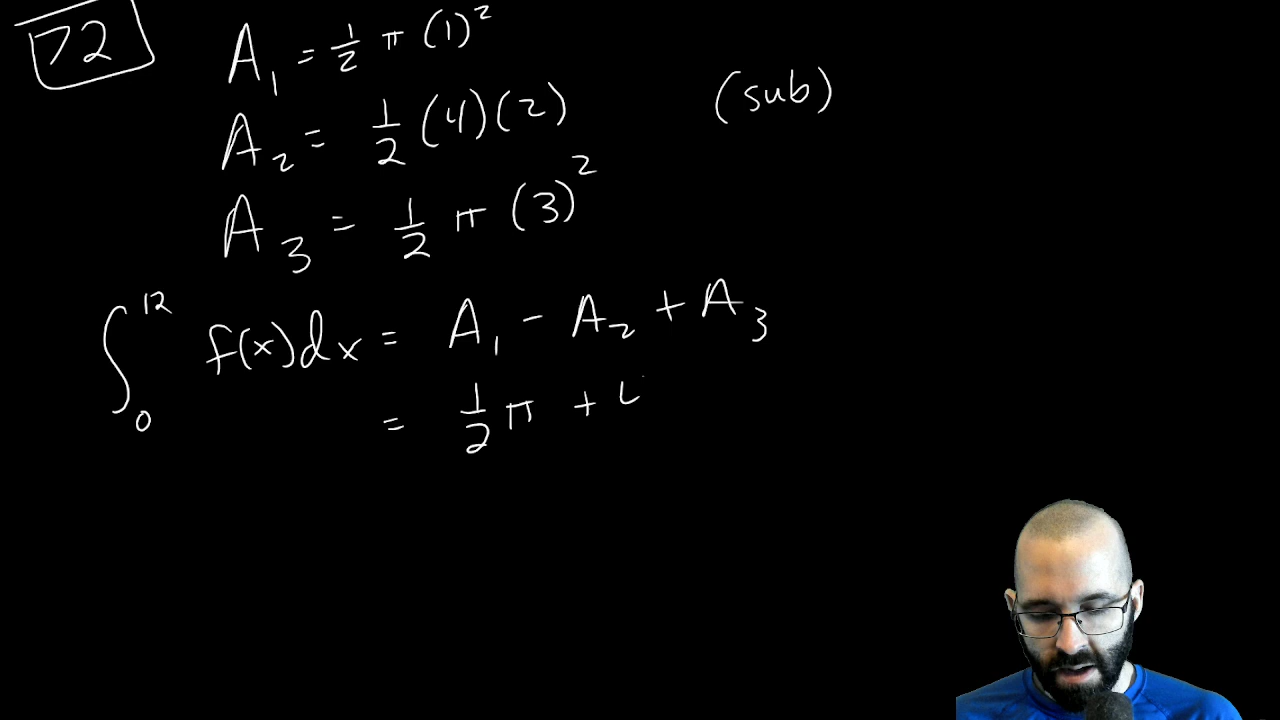 72
A₁ = ½ π (1)²
A₂ = ½ (4)(2) (sub)
A₃ = ½ π (3)²
∫₀¹² f(x)dx = A₁ - A₂ + A₃
= ½ π +